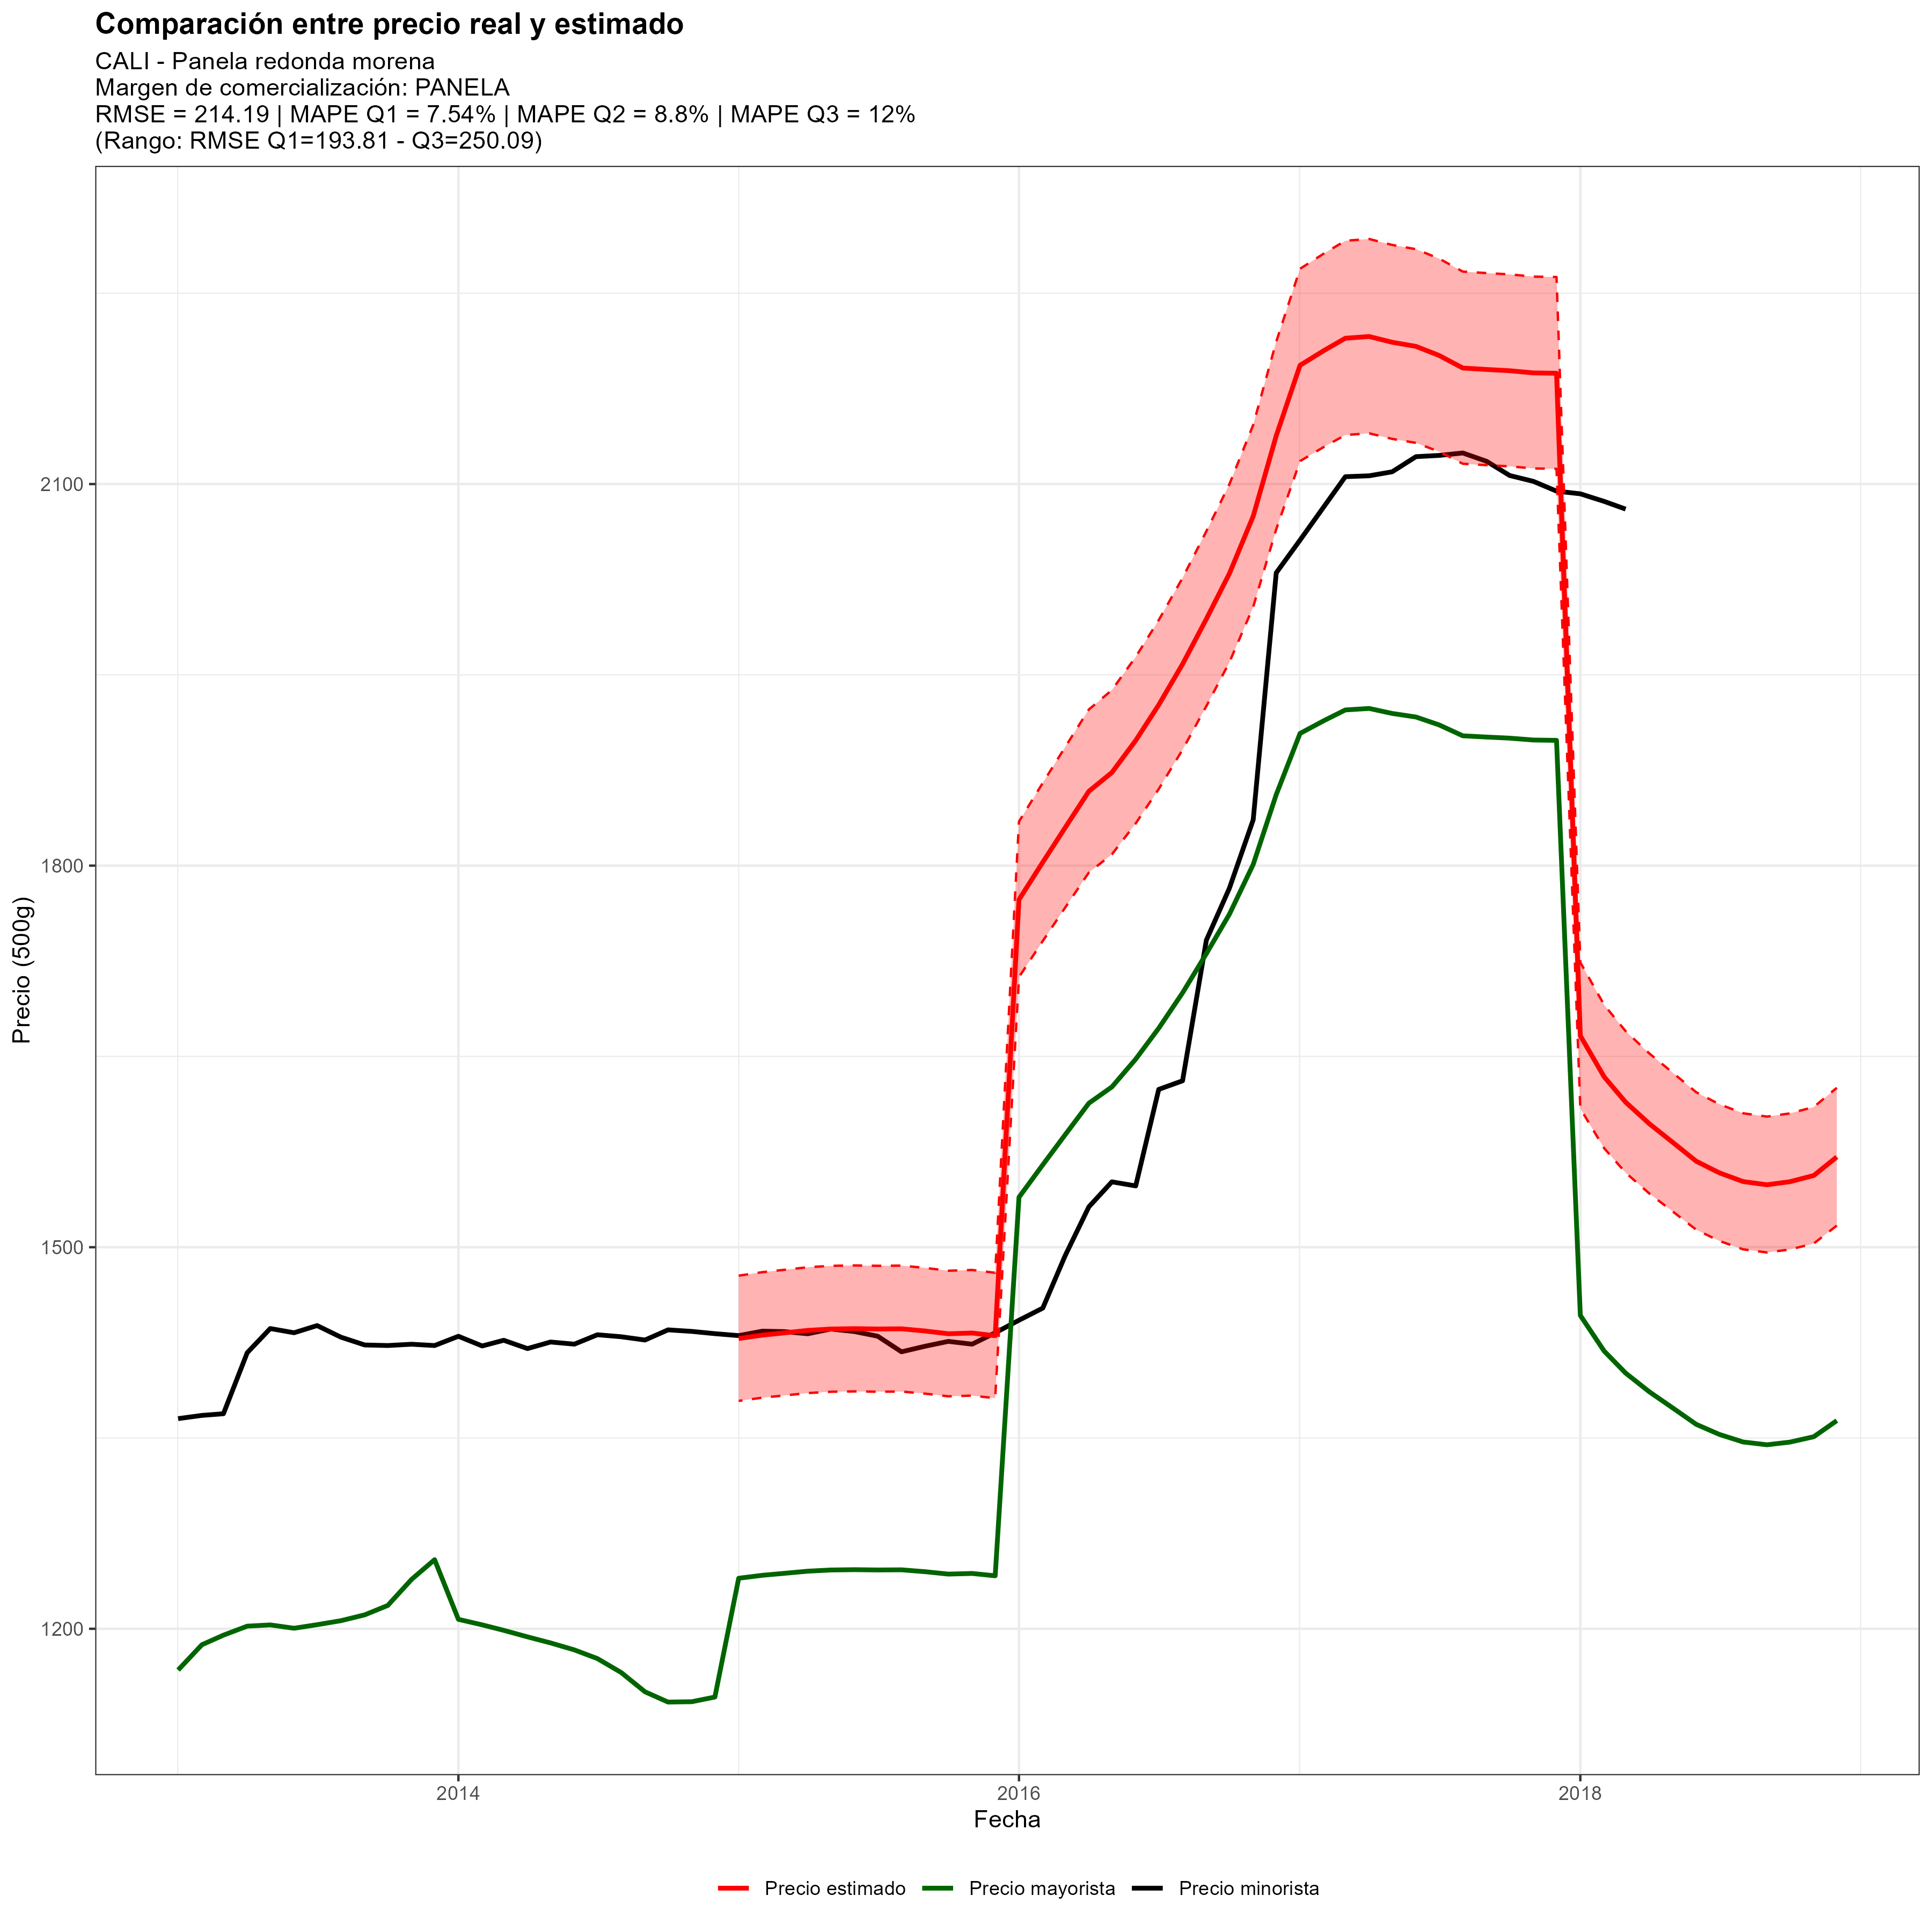 Comparación entre precio real y estimado
CALI - Panela redonda morena
Margen de comercialización: PANELA
RMSE = 214.19 | MAPE Q1 = 7.54% | MAPE Q2 = 8.8% | MAPE Q3 = 12%
(Rango: RMSE Q1=193.81 - Q3=250.09)
Precio (500g)
2100
1800
1500
1200
2014
2016
2018
Fecha
Precio estimado
Precio mayorista
Precio minorista